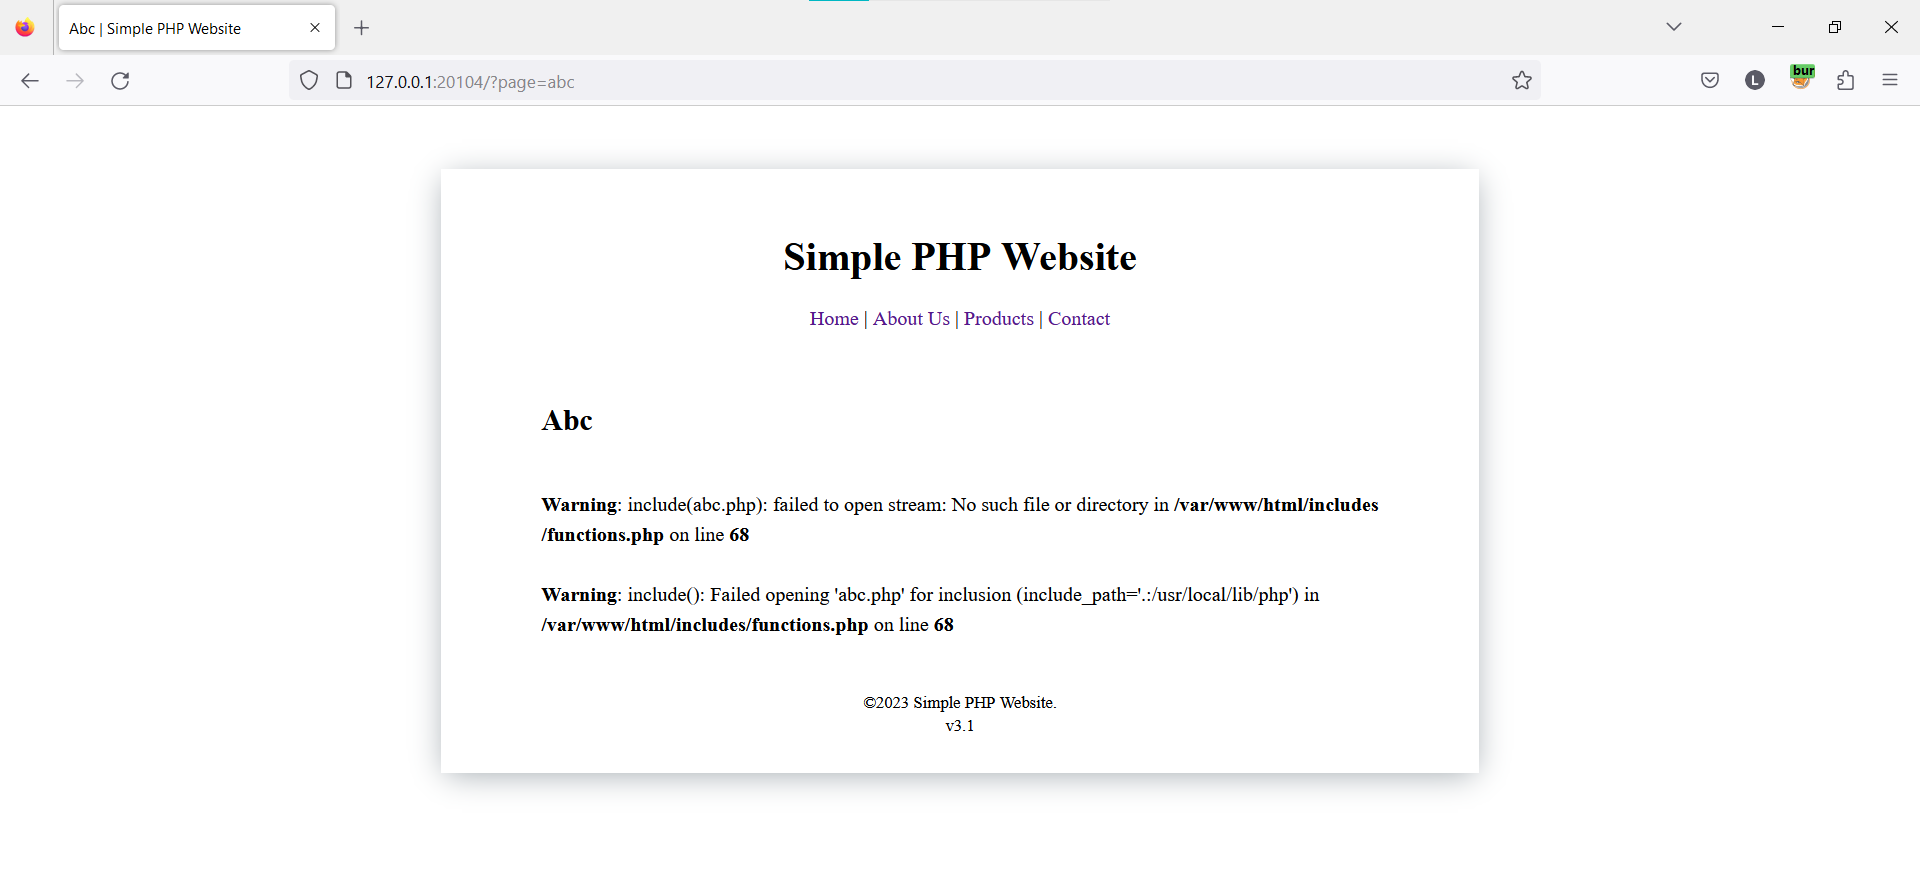 Abc | Simple PHP Website
127.0.0.1:20104/?page=abc
L
bur
Simple PHP Website
Home | About Us | Products | Contact
Abc
Warning: include(abc.php): failed to open stream: No such file or directory in /var/www/html/includes
/functions.php on line 68
Warning: include(): Failed opening 'abc.php' for inclusion (include_path='.:/usr/local/lib/php') in
/var/www/html/includes/functions.php on line 68
©2023 Simple PHP Website.
v3.1